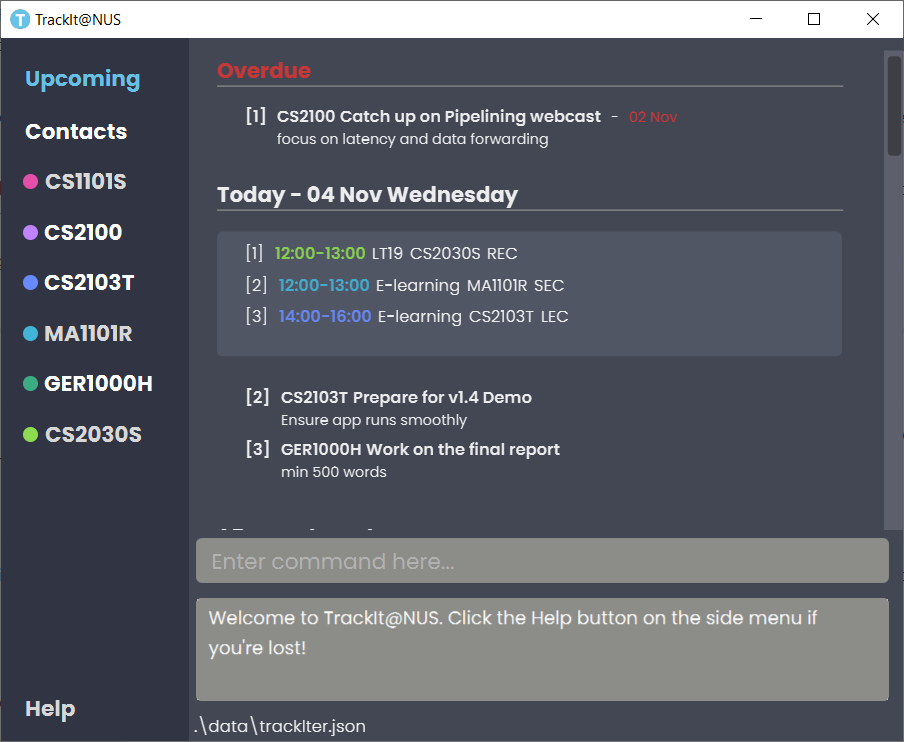 TrackIt@NUS
Upcoming
Contacts
CS1101S
CS2100
CS2103T
MA1101R
GER1000H
CS2030S
Help
Overdue
[1] CS2100 Catch up on Pipelining webcast - 02 Nov
focus on latency and data forwarding
Today - 04 Nov Wednesday
[1] 12:00-13:00 LT19 CS2030S REC
[2] 12:00-13:00 E-learning MA1101R SEC
[3] 14:00-16:00 E-learning CS2103T LEC
[2] CS2103T Prepare for v1.4 Demo
Ensure app runs smoothly
[3] GER1000H Work on the final report
min 500 words
Enter command here...
Welcome to TrackIt@NUS. Click the Help button on the side menu if
you're lost!
.\data\trackIter.json